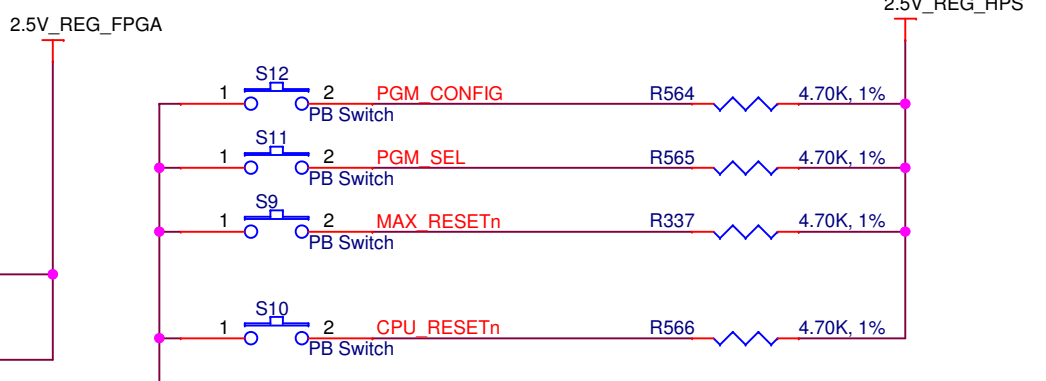 2.5V_REG_HPS
2.5V_REG_FPGA
S12
1 2 PGM_CONFIG R564 4.70K, 1%
PB Switch
S11
1 2 PGM_SEL R565 4.70K, 1%
PB Switch
S9
1 2 MAX_RESETn R337 4.70K, 1%
PB Switch
S10
1 2 CPU_RESETn R566 4.70K, 1%
PB Switch